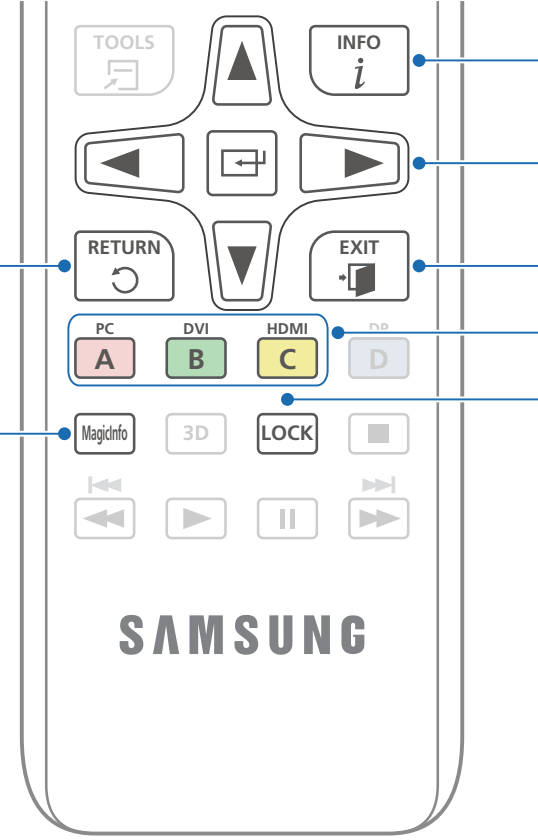 TOOLS
INFO
i
RETURN
EXIT
PC
DVI
HDMI
DP
A
B
C
D
MagicInfo
3D
LOCK
SAMSUNG